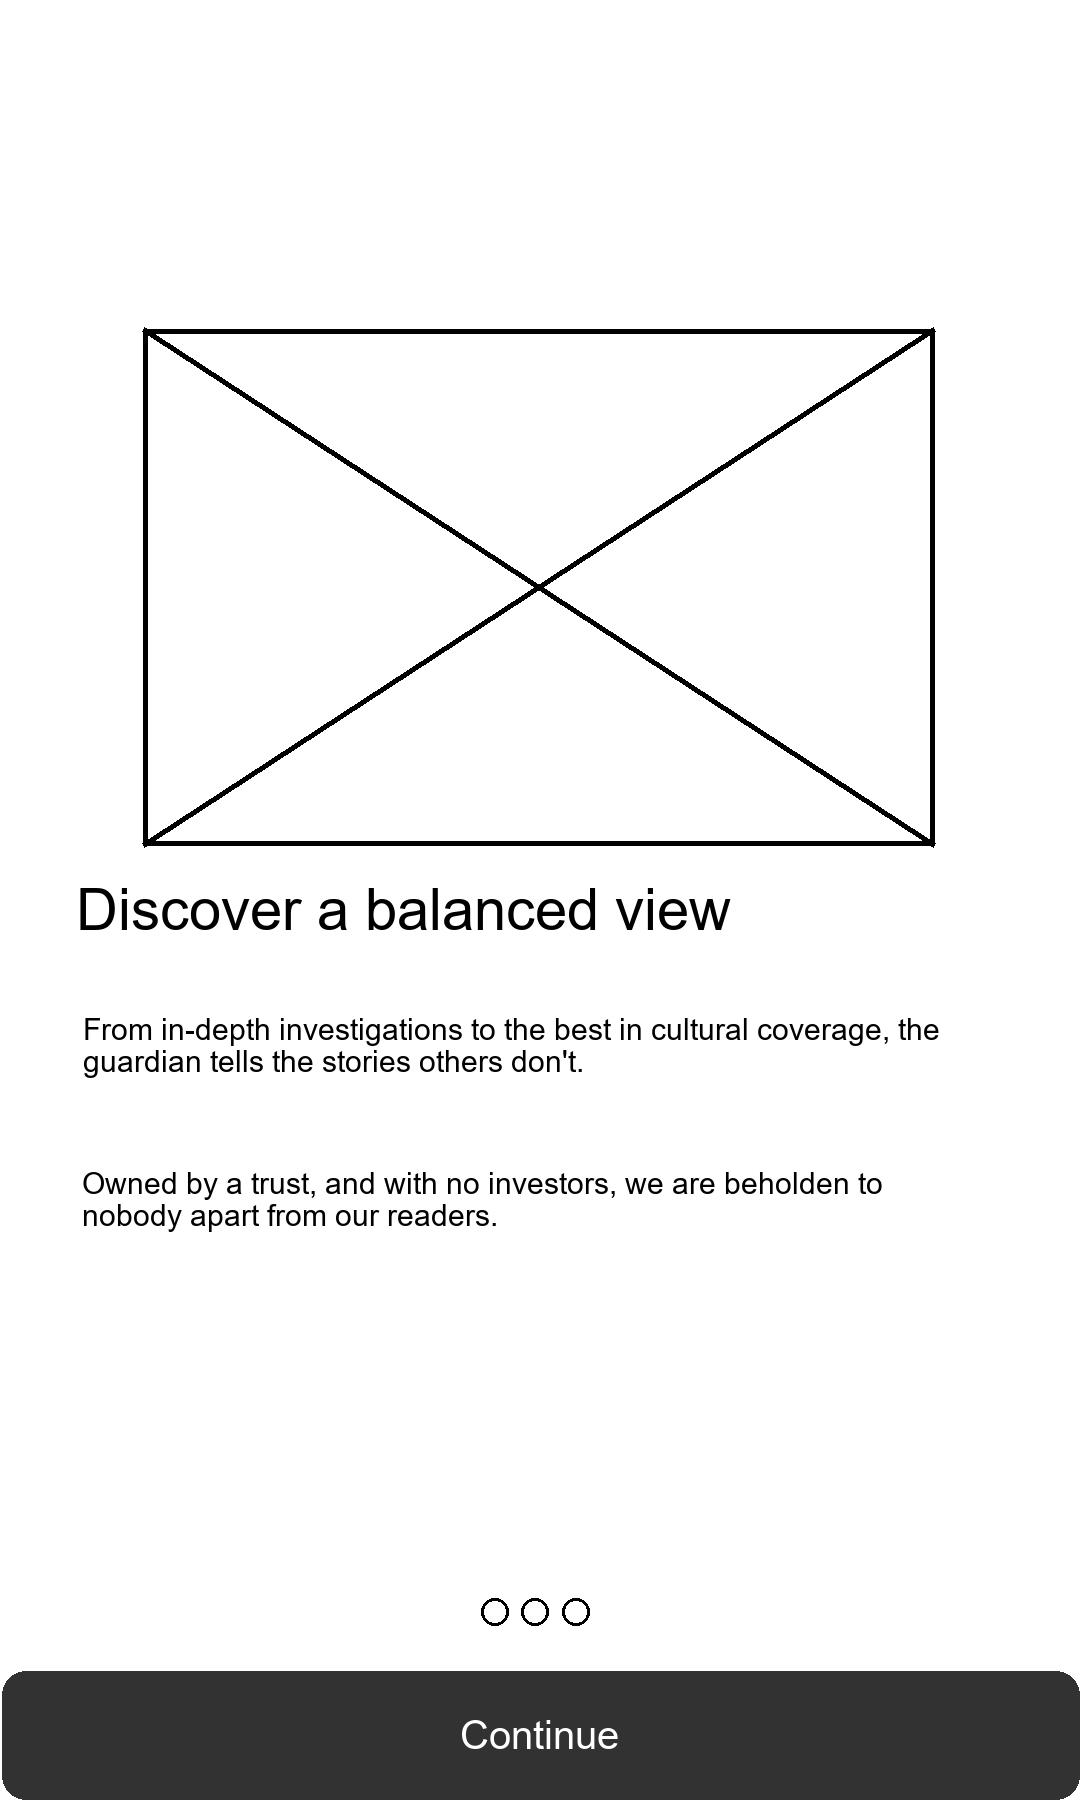 Discover a balanced view
From in-depth investigations to the best in cultural coverage, the
guardian tells the stories others don't.
Owned by a trust, and with no investors, we are beholden to
nobody apart from our readers.
Continue